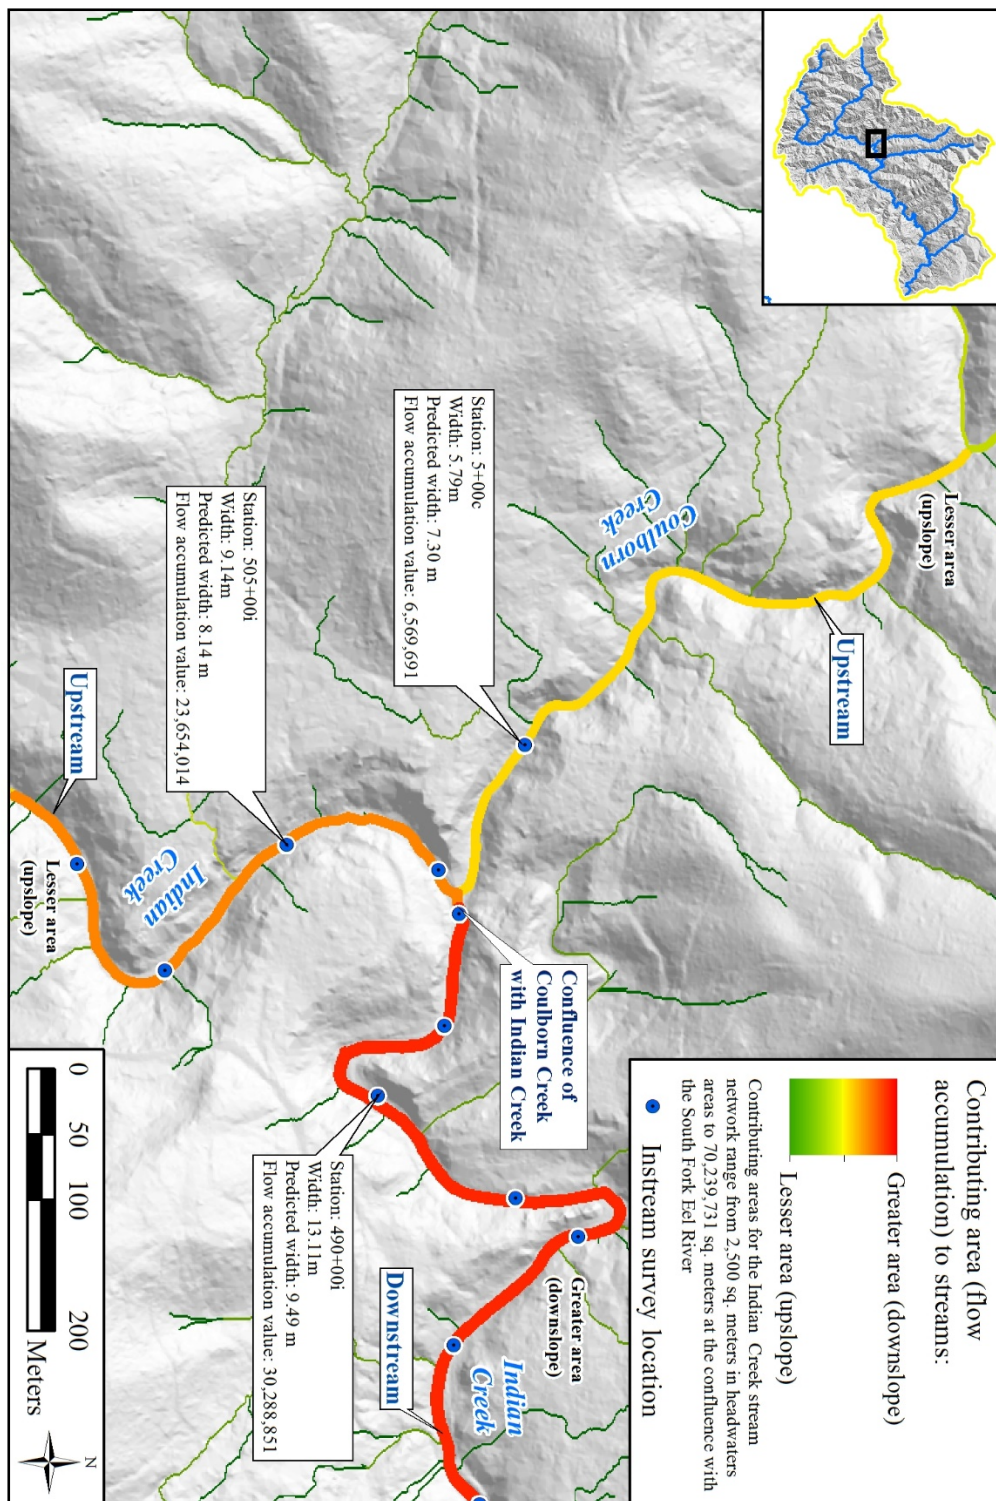 Contributing area (flow
accumulation) to streams:
Greater area (downslope)
Lesser area (upslope)
Contributing areas for the Indian Creek stream
network range from 2,500 sq. meters in headwaters
areas to 70,239,731 sq. meters at the confluence with
the South Fork Eel River
Instream survey location
Lesser area
(upslope)
Upstream
Coulborn
Creek
Station: 5+00c
Width: 5.79m
Predicted width: 7.30 m
Flow accumulation value: 6,569,691
Confluence of
Coulborn Creek
with Indian Creek
Greater area
(downslope)
Indian
Creek
Downstream
Station: 505+00i
Width: 9.14m
Predicted width: 8.14 m
Flow accumulation value: 23,654,014
Station: 490+00i
Width: 13.11m
Predicted width: 9.49 m
Flow accumulation value: 30,288,851
Upstream
Indian
Creek
Lesser area
(upslope)
0 50 100 200
Meters
N